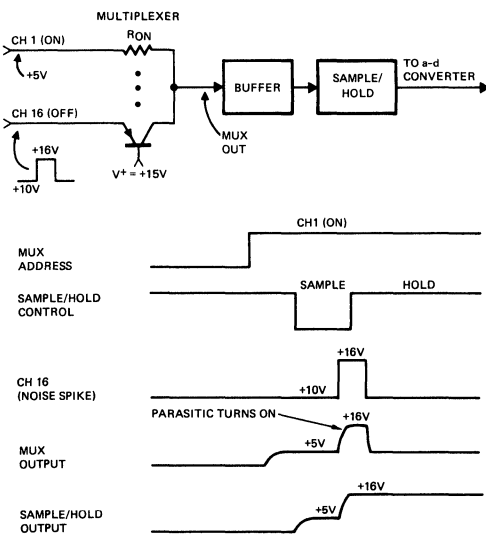 MULTIPLEXER
CH 1 (ON)
RON
+5V
CH 16 (OFF)
+16V
+10V
V+ = +15V
MUX
OUT
BUFFER
SAMPLE/
HOLD
TO a-d
CONVERTER
CH1 (ON)
MUX
ADDRESS
SAMPLE
HOLD
SAMPLE/HOLD
CONTROL
+16V
CH 16
(NOISE SPIKE)
+10V
PARASITIC TURNS ON
+16V
+5V
MUX
OUTPUT
+16V
+5V
SAMPLE/HOLD
OUTPUT